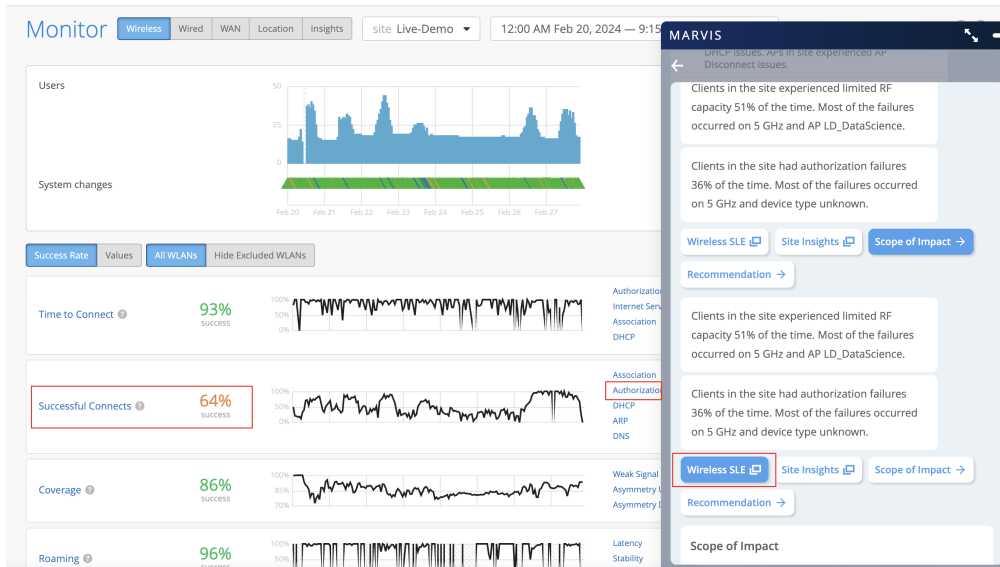 Monitor
Wireless Wired WAN Location Insights
site Live-Demo
12:00 AM Feb 20, 2024 — 9:15
Users
50
25
0
System changes
Feb 20 Feb 21 Feb 22 Feb 23 Feb 24 Feb 25 Feb 26 Feb 27
Success Rate Values
All WLANs Hide Excluded WLANs
Time to Connect
93%
success
100%
50%
0%
Authorization
Internet Serv
Association
DHCP
Successful Connects
64%
success
100%
50%
0%
Association
Authorization
DHCP
ARP
DNS
Coverage
86%
success
100%
85%
70%
Weak Signal
Asymmetry
Asymmetry
Roaming
96%
success
100%
50%
Latency
Stability
MARVIS
DHCP issues. APs in site experienced AP
Disconnect issues.
Clients in the site experienced limited RF
capacity 51% of the time. Most of the failures
occurred on 5 GHz and AP LD_DataScience.
Clients in the site had authorization failures
36% of the time. Most of the failures occurred
on 5 GHz and device type unknown.
Wireless SLE Site Insights Scope of Impact
Recommendation
Clients in the site experienced limited RF
capacity 51% of the time. Most of the failures
occurred on 5 GHz and AP LD_DataScience.
Clients in the site had authorization failures
36% of the time. Most of the failures occurred
on 5 GHz and device type unknown.
Wireless SLE Site Insights Scope of Impact
Recommendation
Scope of Impact